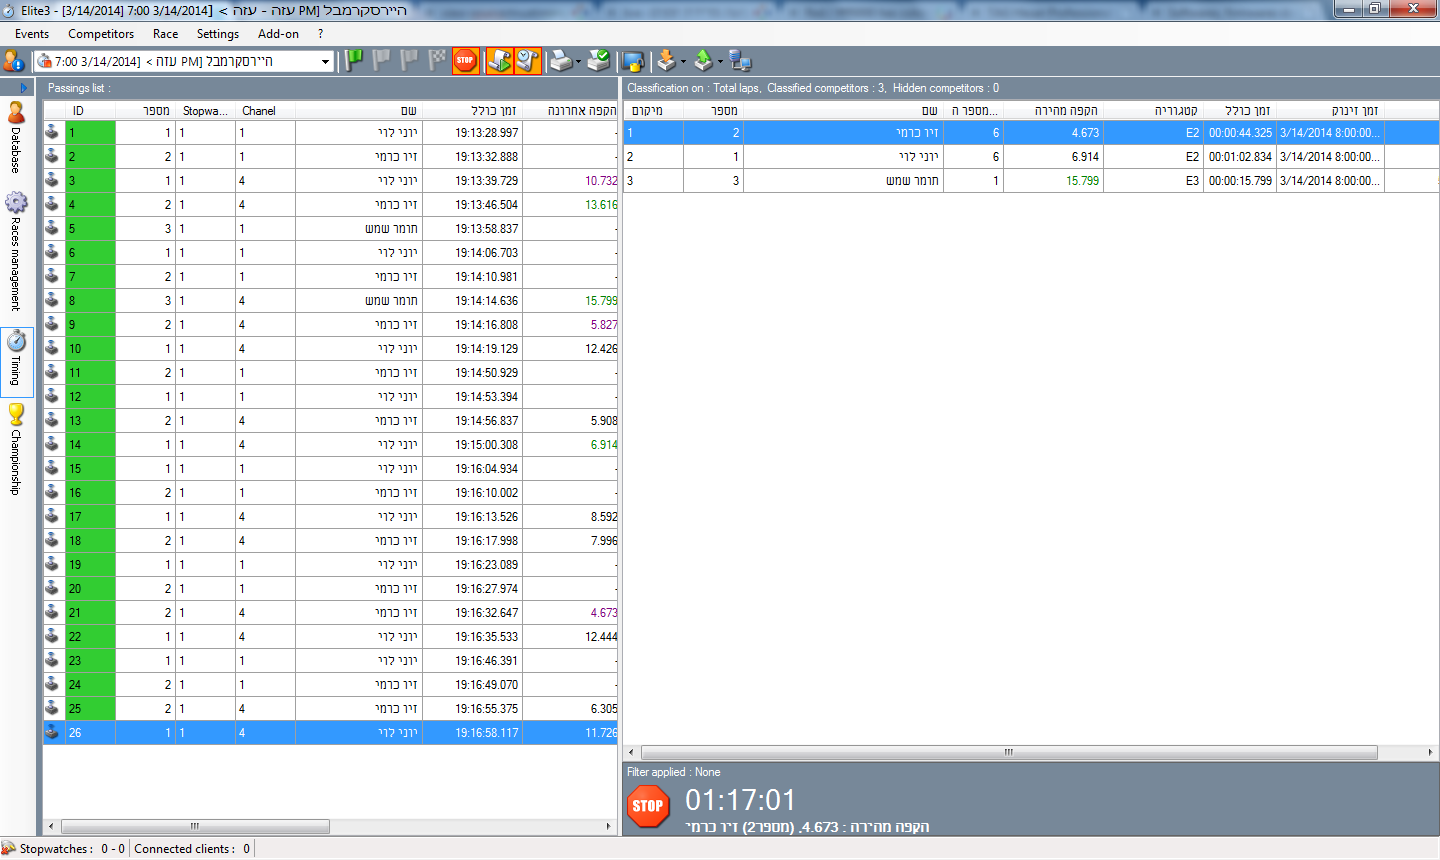 Elite3 - [3/14/2014] 7:00 3/14/2014] < עזה - עזה PM] היירסקרמבל
Events Competitors Race Settings Add-on ?
7:00 3/14/2014] < עזה PM] היירסקרמבל
STOP
Database
Races management
Timing
Championship
Passings list :
ID מספר Stopwa... Chanel שם זמן כולל הקפה אחרונה
1 1 1 1 יוני לוי 19:13:28.997 -
2 2 1 1 זיו כרמי 19:13:32.888 -
3 1 1 4 יוני לוי 19:13:39.729 10.732
4 2 1 4 זיו כרמי 19:13:46.504 13.616
5 3 1 1 תומר שמש 19:13:58.837 -
6 1 1 1 יוני לוי 19:14:06.703 -
7 2 1 1 זיו כרמי 19:14:10.981 -
8 3 1 4 תומר שמש 19:14:14.636 15.799
9 2 1 4 זיו כרמי 19:14:16.808 5.827
10 1 1 4 יוני לוי 19:14:19.129 12.426
11 2 1 1 זיו כרמי 19:14:50.929 -
12 1 1 1 יוני לוי 19:14:53.394 -
13 2 1 4 זיו כרמי 19:14:56.837 5.908
14 1 1 4 יוני לוי 19:15:00.308 6.914
15 1 1 1 יוני לוי 19:16:04.934 -
16 2 1 1 זיו כרמי 19:16:10.002 -
17 1 1 4 יוני לוי 19:16:13.526 8.592
18 2 1 4 זיו כרמי 19:16:17.998 7.996
19 1 1 1 יוני לוי 19:16:23.089 -
20 2 1 1 זיו כרמי 19:16:27.974 -
21 2 1 4 זיו כרמי 19:16:32.647 4.673
22 1 1 4 יוני לוי 19:16:35.533 12.444
23 1 1 1 יוני לוי 19:16:46.391 -
24 2 1 1 זיו כרמי 19:16:49.070 -
25 2 1 4 זיו כרמי 19:16:55.375 6.305
26 1 1 4 יוני לוי 19:16:58.117 11.726
Classification on : Total laps, Classified competitors : 3, Hidden competitors : 0
מיקום מספר שם מספר ה... הקפה מהירה קטגוריה זמן כולל זמן זינוק
1 2 זיו כרמי 6 4.673 E2 00:00:44.325 3/14/2014 8:00:00...
2 1 יוני לוי 6 6.914 E2 00:01:02.834 3/14/2014 8:00:00...
3 3 תומר שמש 1 15.799 E3 00:00:15.799 3/14/2014 8:00:00...
Filter applied : None
STOP 01:17:01
הקפה מהירה : 4.673, (מספר2) זיו כרמי
Stopwatches : 0 - 0 Connected clients : 0